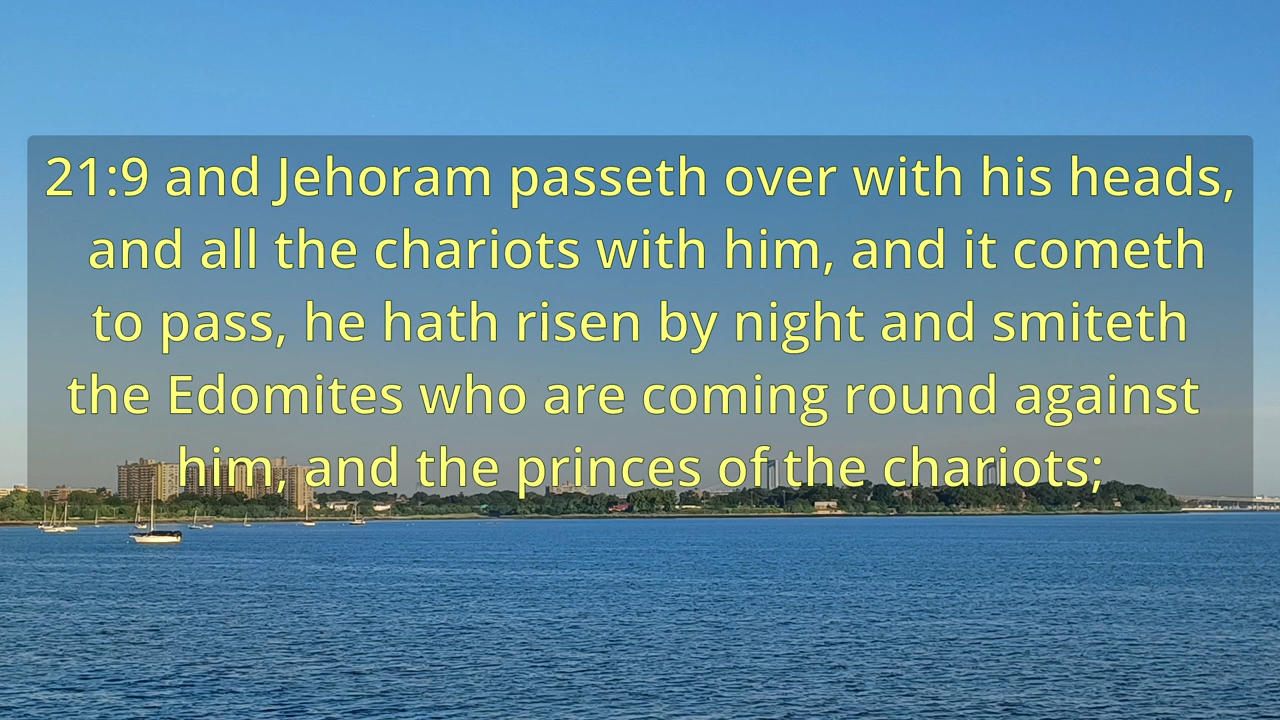 21:9 and Jehoram passeth over with his heads,
and all the chariots with him, and it cometh
to pass, he hath risen by night and smiteth
the Edomites who are coming round against
him, and the princes of the chariots;